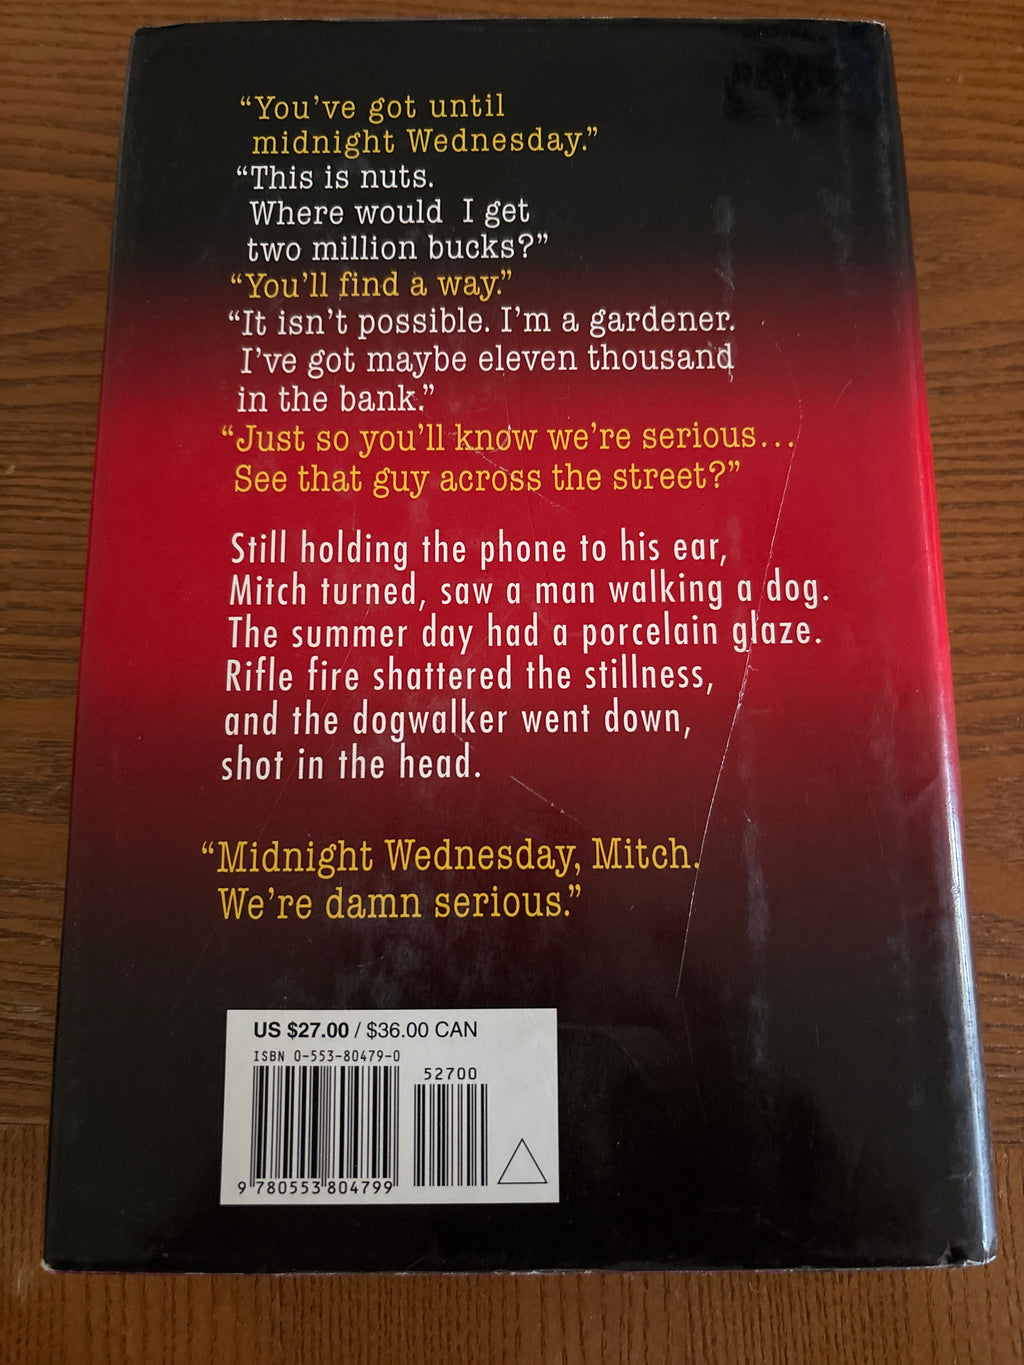 “You’ve got until
midnight Wednesday.”
“This is nuts.
Where would I get
two million bucks?”
“You’ll find a way.”
“It isn’t possible. I’m a gardener.
I’ve got maybe eleven thousand
in the bank.”
“Just so you’ll know we’re serious...
See that guy across the street?”
Still holding the phone to his ear,
Mitch turned, saw a man walking a dog.
The summer day had a porcelain glaze.
Rifle fire shattered the stillness,
and the dogwalker went down,
shot in the head.
“Midnight Wednesday, Mitch.
We’re damn serious.”
US $27.00 / $36.00 CAN
ISBN 0-553-80479-0
52700
9 780553 804799